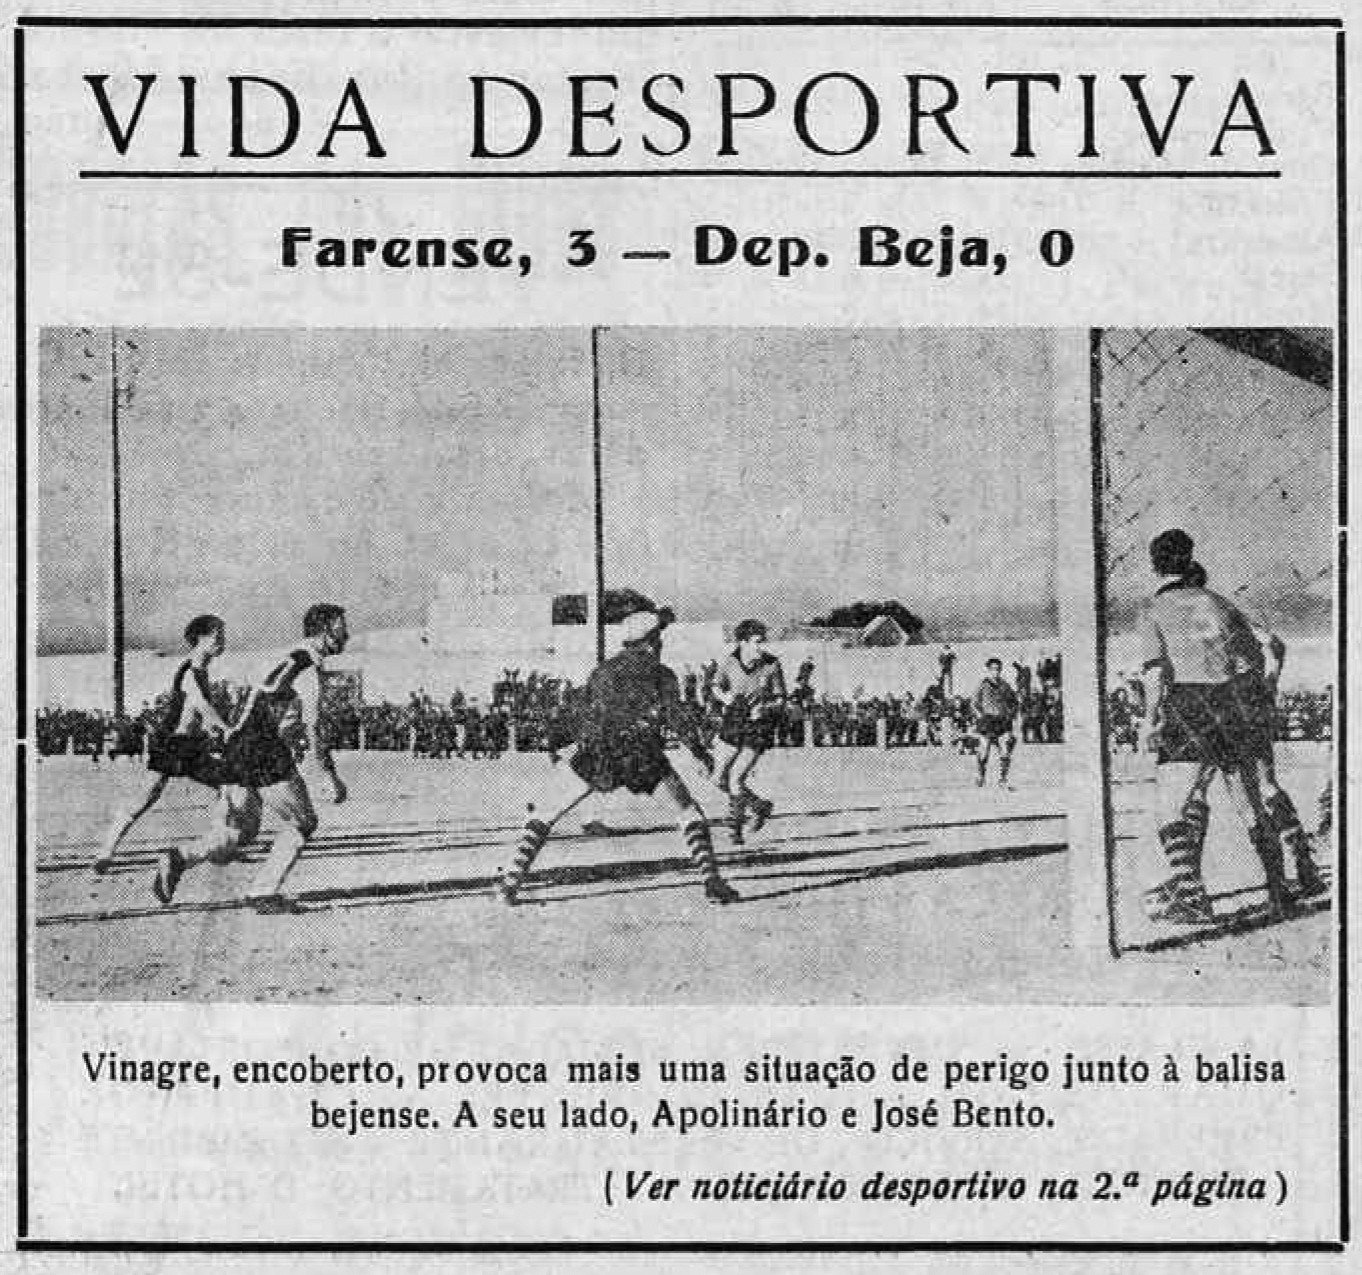 VIDA DESPORTIVA
Farense, 3 — Dep. Beja, 0
Vinagre, encoberto, provoca mais uma situação de perigo junto à balisa
bejense. A seu lado, Apolinário e José Bento.
(Ver noticiário desportivo na 2.ª página)